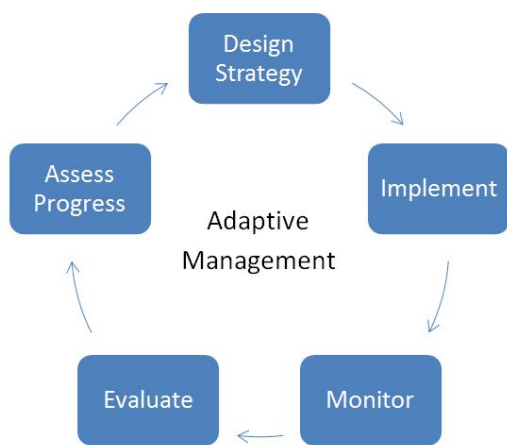 Design
Strategy
Implement
Monitor
Evaluate
Assess
Progress
Adaptive
Management